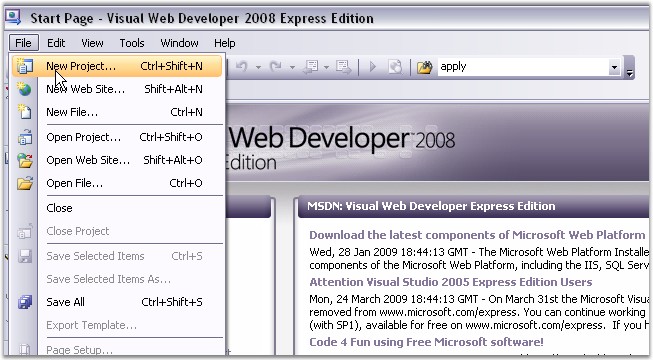 Start Page - Visual Web Developer 2008 Express Edition
File Edit View Tools Window Help
New Project... Ctrl+Shift+N
apply
New Web Site... Shift+Alt+N
New File... Ctrl+N
Open Project... Ctrl+Shift+O
Open Web Site... Shift+Alt+O
Open File... Ctrl+O
Close
Close Project
Save Selected Items Ctrl+S
Save Selected Items As...
Save All Ctrl+Shift+S
Export Template...
Page Setup...
Web Developer 2008
Edition
MSDN: Visual Web Developer Express Edition
Download the latest components of Microsoft Web Platform
Wed, 28 Jan 2009 18:44:13 GMT - The Microsoft Web Platform Installe
components of the Microsoft Web Platform, including the IIS, SQL Serv
Attention Visual Studio 2005 Express Edition Users
Mon, 24 March 2009 18:44:13 GMT - On March 31st the Microsoft Visua
removed from www.microsoft.com/express. You can continue working
(with SP1), available for free on www.microsoft.com/express. If you h
Code 4 Fun using Free Microsoft software!